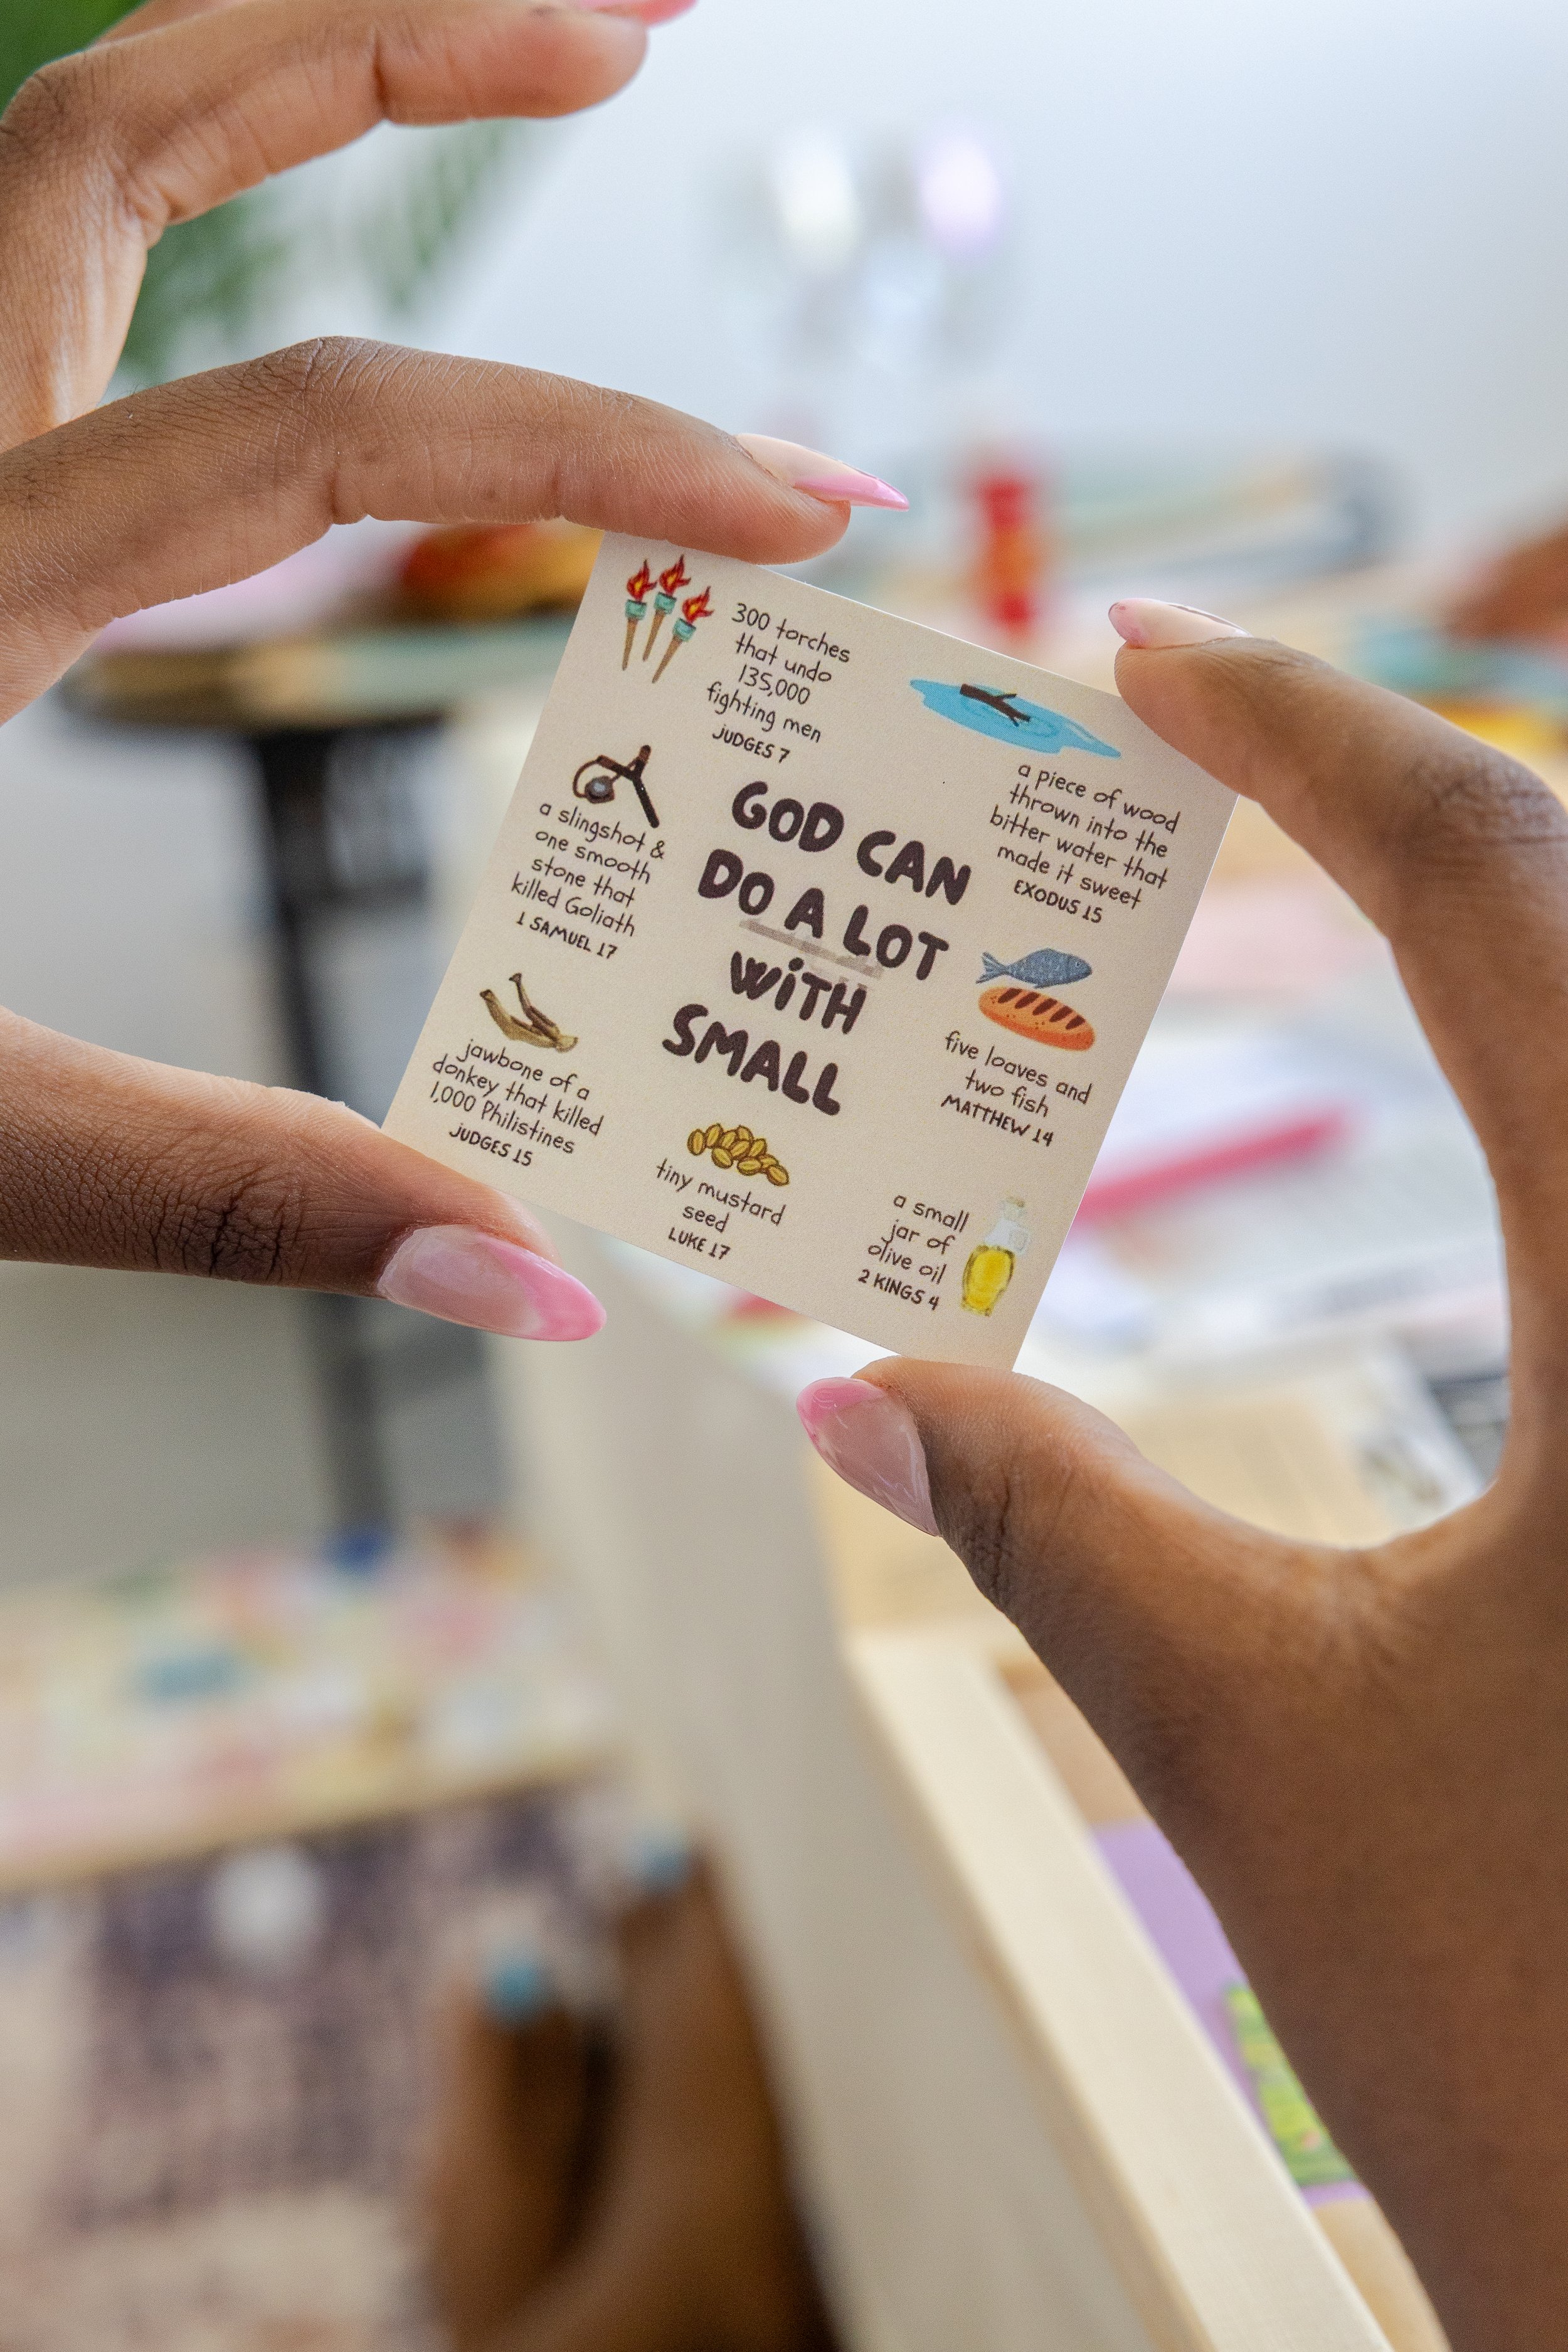 300 torches
that undo
135,000
fighting men
JUDGES 7
a piece of wood
thrown into the
bitter water that
made it sweet
EXODUS 15
a slingshot &
one smooth
stone that
killed Goliath
1 SAMUEL 17
GOD CAN
DO A LOT
WiTH
SMALL
five loaves and
two fish
MATTHEW 14
jawbone of a
donkey that killed
1,000 Philistines
JUDGES 15
tiny mustard
seed
LUKE 17
a small
jar of
olive oil
2 KINGS 4